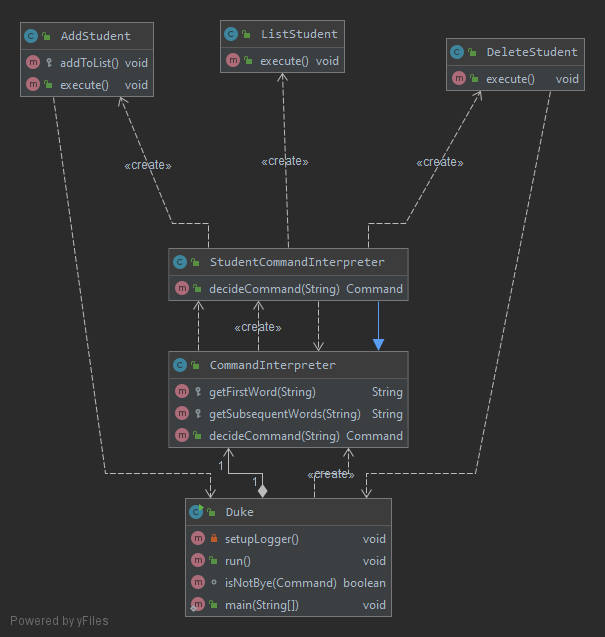 AddStudent
addToList() void
execute() void
ListStudent
execute() void
DeleteStudent
execute() void
«create»
«create»
«create»
StudentCommandInterpreter
decideCommand(String) Command
«create»
CommandInterpreter
getFirstWord(String) String
getSubsequentWords(String) String
decideCommand(String) Command
1
1
«create»
Duke
setupLogger() void
run() void
isNotBye(Command) boolean
main(String[]) void
Powered by yFiles